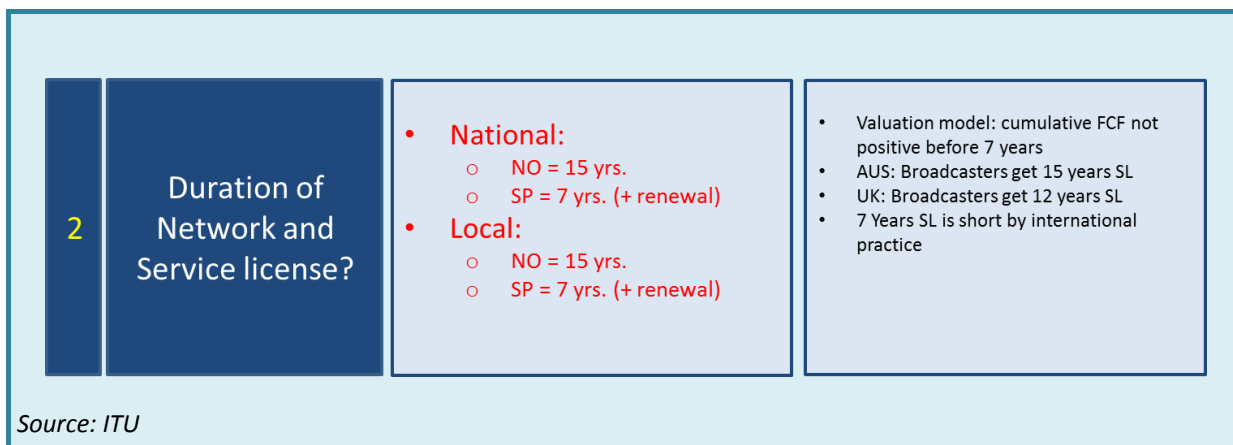 2
Duration of
Network and
Service license?
• National:
o NO = 15 yrs.
o SP = 7 yrs. (+ renewal)
• Local:
o NO = 15 yrs.
o SP = 7 yrs. (+ renewal)
• Valuation model: cumulative FCF not
positive before 7 years
• AUS: Broadcasters get 15 years SL
• UK: Broadcasters get 12 years SL
• 7 Years SL is short by international
practice
Source: ITU